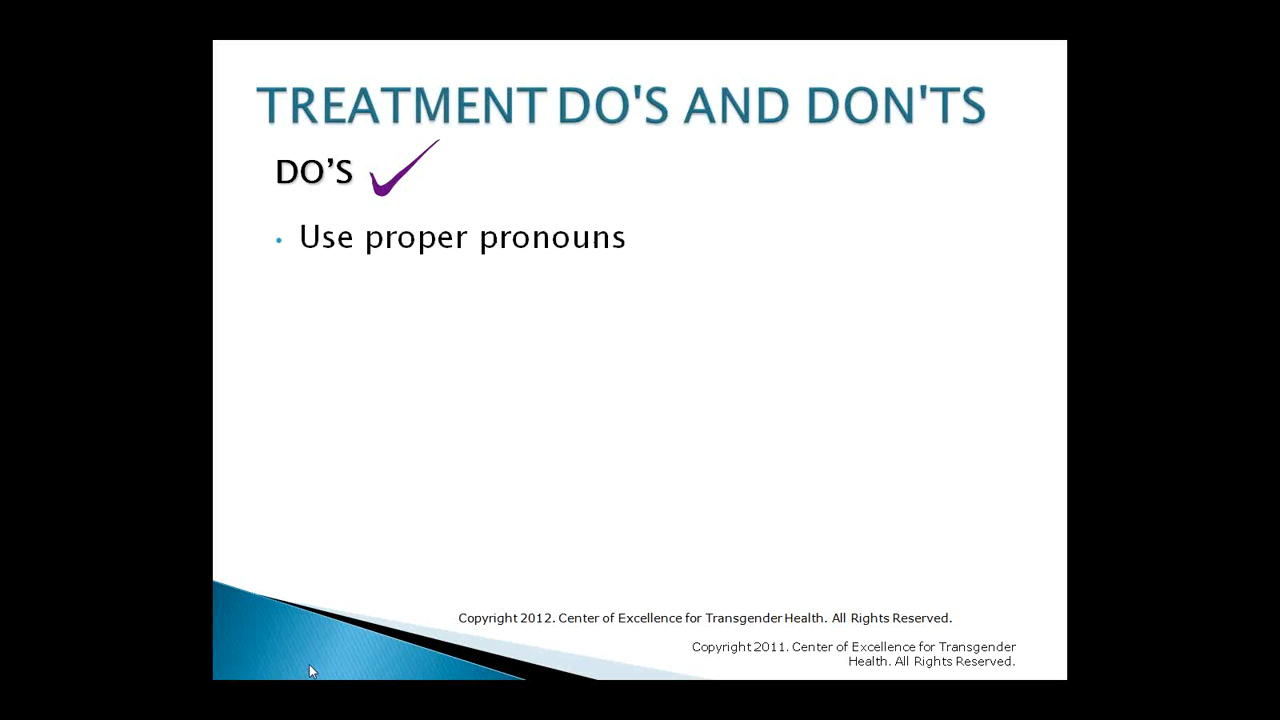 TREATMENT DO'S AND DON'TS
DO’S
• Use proper pronouns
Copyright 2012. Center of Excellence for Transgender Health. All Rights Reserved.
Copyright 2011. Center of Excellence for Transgender
Health. All Rights Reserved.